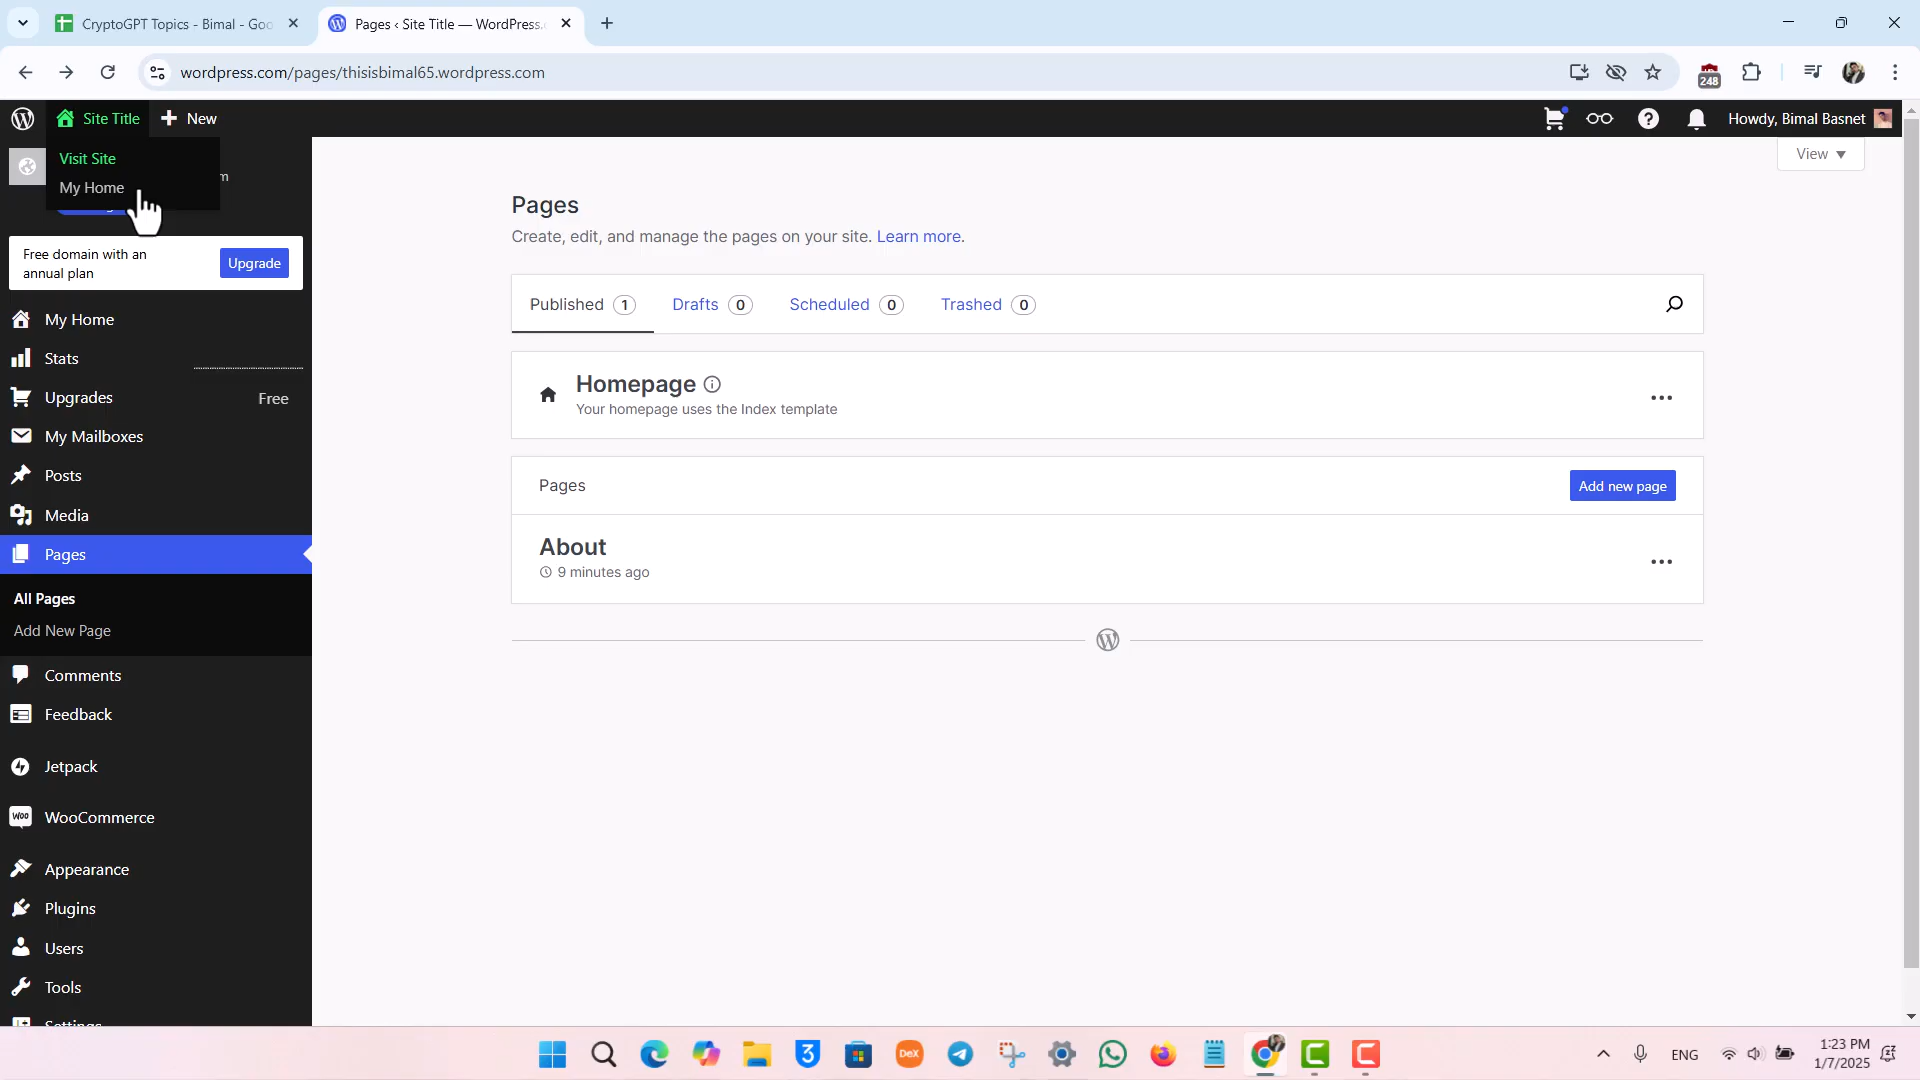 CryptoGPT Topics - Bimal - Goo
Pages ‹ Site Title — WordPress.
wordpress.com/pages/thisisbimal65.wordpress.com
248
Site Title
New
Howdy, Bimal Basnet
Visit Site
My Home
m
View
Free domain with an
annual plan
Upgrade
My Home
Stats
Upgrades
Free
My Mailboxes
Posts
Media
Pages
All Pages
Add New Page
Comments
Feedback
Jetpack
Woo
WooCommerce
Appearance
Plugins
Users
Tools
Settings
Pages
Create, edit, and manage the pages on your site. Learn more.
Published 1
Drafts 0
Scheduled 0
Trashed 0
Homepage
Your homepage uses the Index template
Pages
Add new page
About
9 minutes ago
DeX
ENG
1:23 PM
1/7/2025